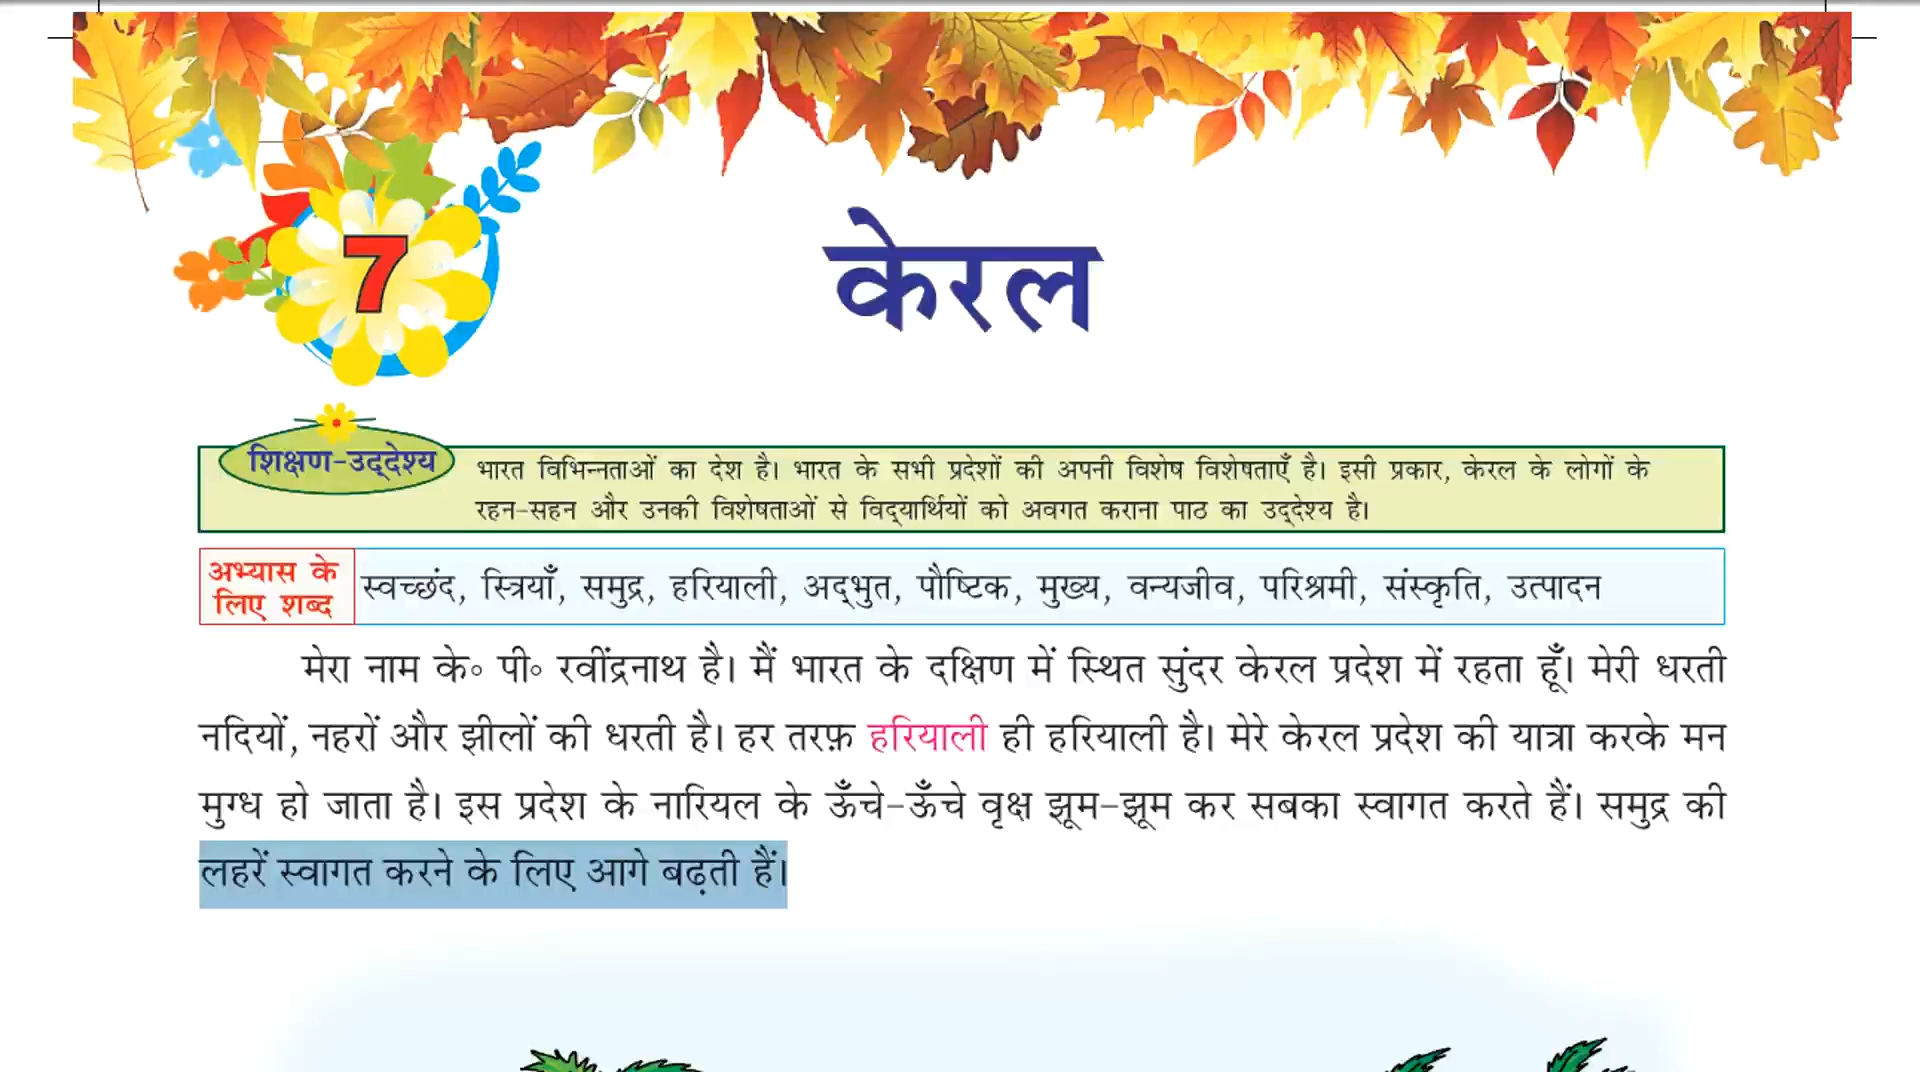 7
केरल
शिक्षण-उद्देश्य
भारत विभिन्नताओं का देश है। भारत के सभी प्रदेशों की अपनी विशेष विशेषताएँ है। इसी प्रकार, केरल के लोगों के
रहन-सहन और उनकी विशेषताओं से विद्‌यार्थियों को अवगत कराना पाठ का उद्‌देश्य है।
अभ्यास के
लिए शब्द
स्वच्छंद, स्त्रियाँ, समुद्र, हरियाली, अद्‌भुत, पौष्टिक, मुख्य, वन्यजीव, परिश्रमी, संस्कृति, उत्पादन
मेरा नाम के॰ पी॰ रवींद्रनाथ है। मैं भारत के दक्षिण में स्थित सुंदर केरल प्रदेश में रहता हूँ। मेरी धरती
नदियों, नहरों और झीलों की धरती है। हर तरफ़ हरियाली ही हरियाली है। मेरे केरल प्रदेश की यात्रा करके मन
मुग्ध हो जाता है। इस प्रदेश के नारियल के ऊँचे-ऊँचे वृक्ष झूम-झूम कर सबका स्वागत करते हैं। समुद्र की
लहरें स्वागत करने के लिए आगे बढ़ती हैं।